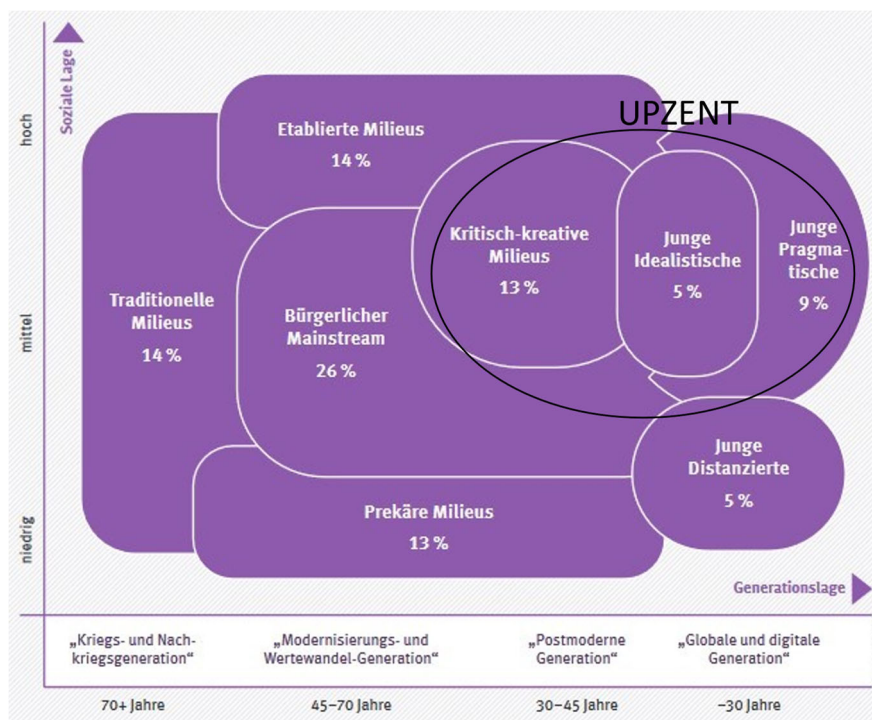 Soziale Lage
hoch
mittel
niedrig
UPZENT
Etablierte Milieus
14 %
Kritisch-kreative
Milieus
13 %
Junge
Idealistische
5 %
Junge
Pragma-
tische
9 %
Traditionelle
Milieus
14 %
Bürgerlicher
Mainstream
26 %
Junge
Distanzierte
5 %
Prekäre Milieus
13 %
Generationslage
„Kriegs- und Nach-
kriegsgeneration“
„Modernisierungs- und
Wertewandel-Generation“
„Postmoderne
Generation“
„Globale und digitale
Generation“
70+ Jahre
45–70 Jahre
30–45 Jahre
–30 Jahre